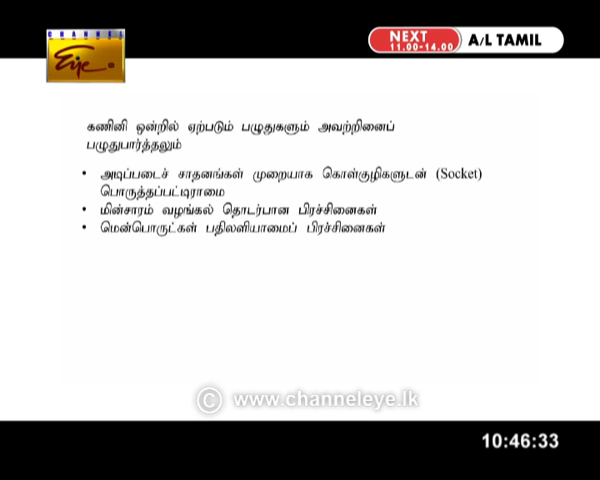 CHANNEL
Eye
NEXT
11.00-14.00
A/L TAMIL
கணினி ஒன்றில் ஏற்படும் பழுதுகளும் அவற்றினைப்
பழுதுபார்த்தலும்
• அடிப்படைச் சாதனங்கள் முறையாக கொள்குழிகளுடன் (Socket)
பொருத்தப்பட்டிராமை
• மின்சாரம் வழங்கல் தொடர்பான பிரச்சினைகள்
• மென்பொருட்கள் பதிலளியாமைப் பிரச்சினைகள்
© www.channeleye.lk
10:46:33